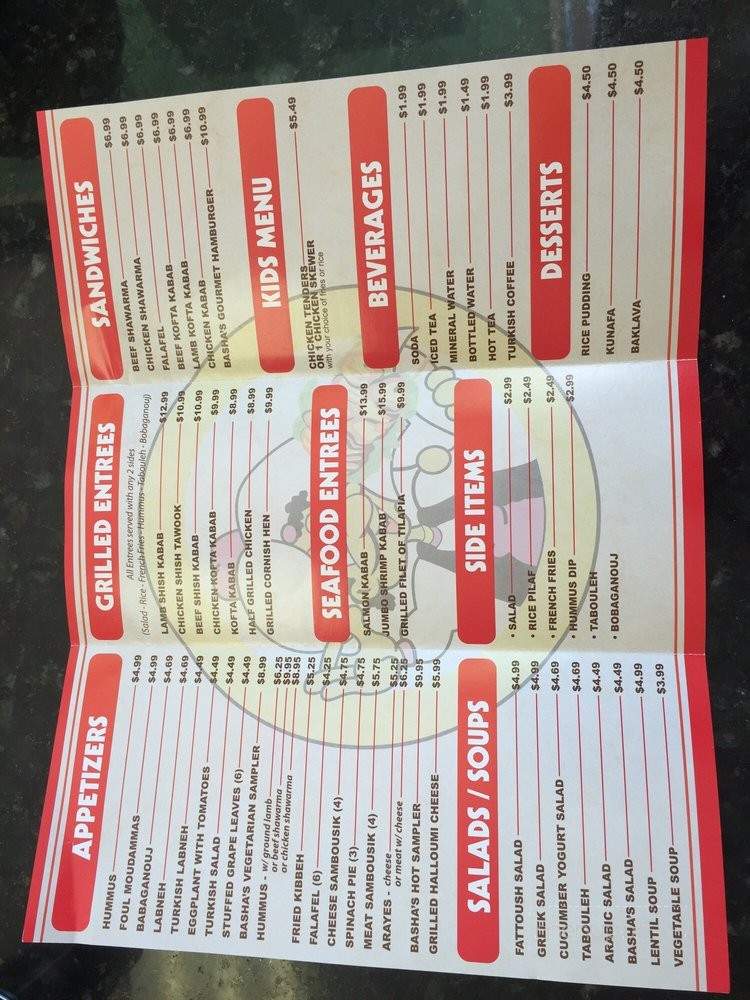 APPETIZERS
HUMMUS $4.99
FOUL MOUDAMMAS $4.99
BABAGANOUJ $4.69
LABNEH $4.69
TURKISH LABNEH $4.49
EGGPLANT WITH TOMATOES $4.49
TURKISH SALAD $4.49
STUFFED GRAPE LEAVES (6) $4.49
BASHA'S VEGETARIAN SAMPLER $8.99
HUMMUS - w/ ground lamb $6.25
or beef shawarma $9.95
or chicken shawarma $8.95
FRIED KIBBEH $5.25
FALAFEL (6) $4.25
CHEESE SAMBOUSIK (4) $4.75
SPINACH PIE (3) $4.75
MEAT SAMBOUSIK (4) $5.75
ARAYES - cheese $5.25
or meat w/ cheese $6.25
BASHA'S HOT SAMPLER $9.95
GRILLED HALLOUMI CHEESE $5.99
SALADS / SOUPS
FATTOUSH SALAD $4.99
GREEK SALAD $4.99
CUCUMBER YOGURT SALAD $4.69
TABOULEH $4.69
ARABIC SALAD $4.49
BASHA'S SALAD $4.49
LENTIL SOUP $4.99
VEGETABLE SOUP $3.99
GRILLED ENTREES
All Entrees served with any 2 sides
(Salad - Rice - French Fries - Hummus - Tabouleh - Babaganouj)
LAMB SHISH KABAB $12.99
CHICKEN SHISH TAWOOK $10.99
BEEF SHISH KABAB $10.99
CHICKEN KOFTA KABAB $9.99
KOFTA KABAB $8.99
HALF GRILLED CHICKEN $8.99
GRILLED CORNISH HEN $9.99
SEAFOOD ENTREES
SALMON KABAB $13.99
JUMBO SHRIMP KABAB $15.99
GRILLED FILET OF TILAPIA $9.99
SIDE ITEMS
• SALAD $2.99
• RICE PILAF $2.49
• FRENCH FRIES $2.49
• HUMMUS DIP $2.99
• TABOULEH
• BOBAGANOUJ
SANDWICHES
BEEF SHAWARMA $6.99
CHICKEN SHAWARMA $6.99
FALAFEL $6.99
BEEF KOFTA KABAB $6.99
LAMB KOFTA KABAB $6.99
CHICKEN KABAB $6.99
BASHA'S GOURMET HAMBURGER $10.99
KIDS MENU
CHICKEN TENDERS $5.49
OR 1 CHICKEN SKEWER
with your choice of fries or rice
BEVERAGES
SODA $1.99
ICED TEA $1.99
MINERAL WATER $1.99
BOTTLED WATER $1.49
HOT TEA $1.99
TURKISH COFFEE $3.99
DESSERTS
RICE PUDDING $4.50
KUNAFA $4.50
BAKLAVA $4.50